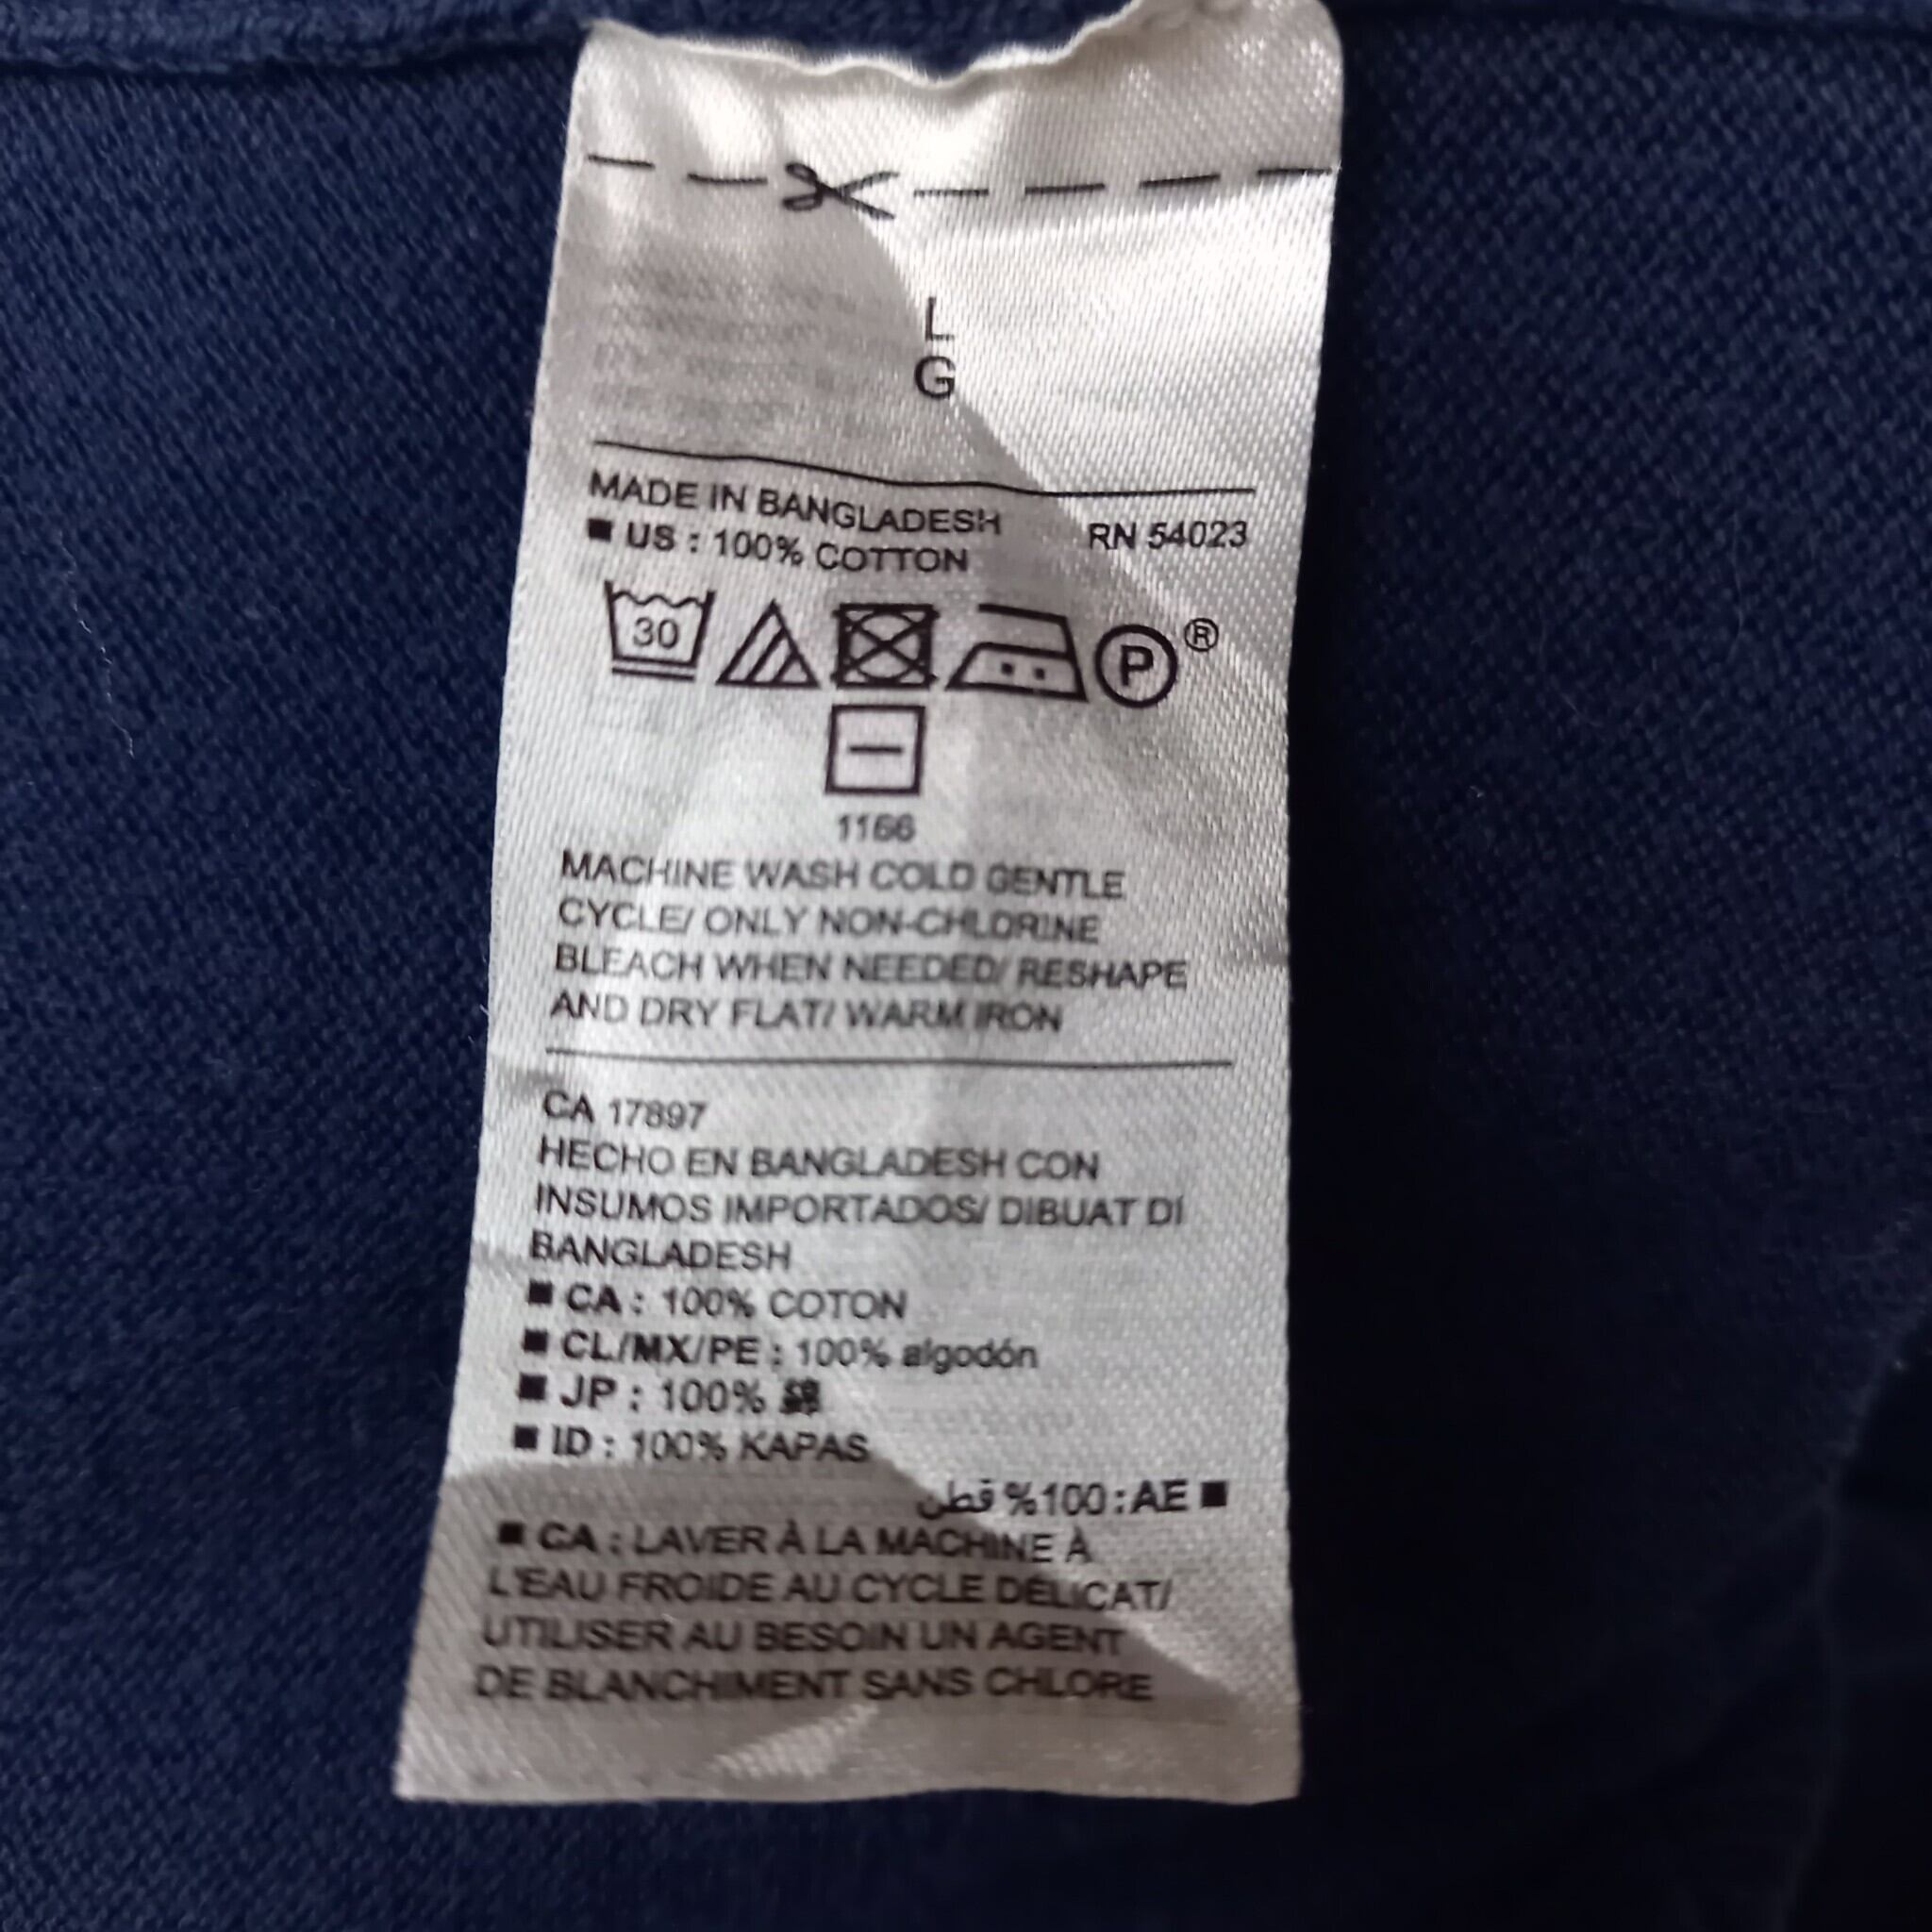 L
G
MADE IN BANGLADESH RN 54023
■ US : 100% COTTON
30 P ®
1166
MACHINE WASH COLD GENTLE
CYCLE/ ONLY NON-CHLORINE
BLEACH WHEN NEEDED/ RESHAPE
AND DRY FLAT/ WARM IRON
CA 17897
HECHO EN BANGLADESH CON
INSUMOS IMPORTADOS/ DIBUAT DI
BANGLADESH
■ CA : 100% COTON
■ CL/MX/PE : 100% algodón
■ JP : 100% 綿
■ ID : 100% KAPAS
■ AE: 100% قطن
■ CA : LAVER À LA MACHINE À
L'EAU FROIDE AU CYCLE DÉLICAT/
UTILISER AU BESOIN UN AGENT
DE BLANCHIMENT SANS CHLORE